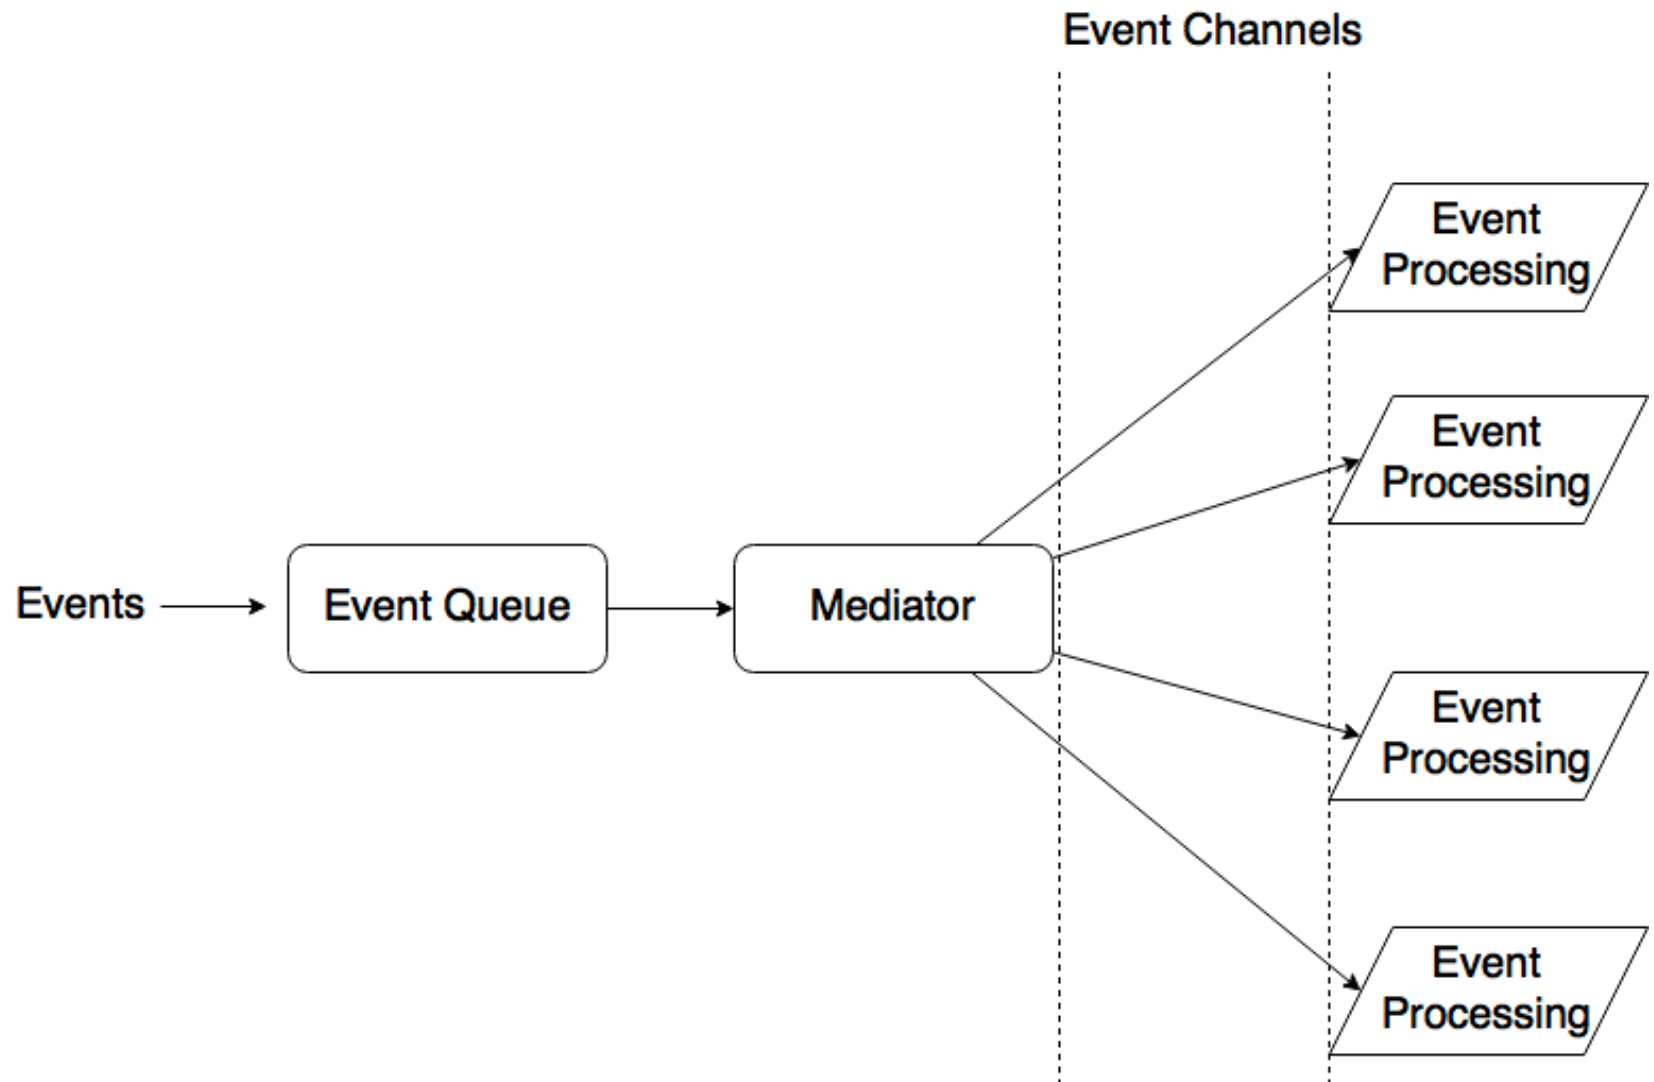 Event Channels
Event
Processing
Event
Processing
Events
Event Queue
Mediator
Event
Processing
Event
Processing